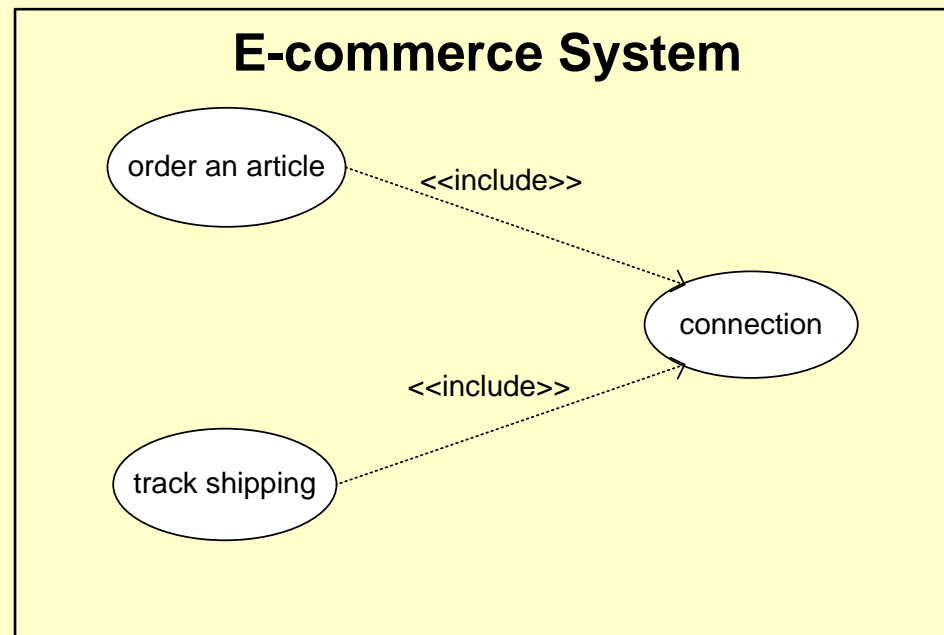 E-commerce System
order an article
<<include>>
connection
<<include>>
track shipping